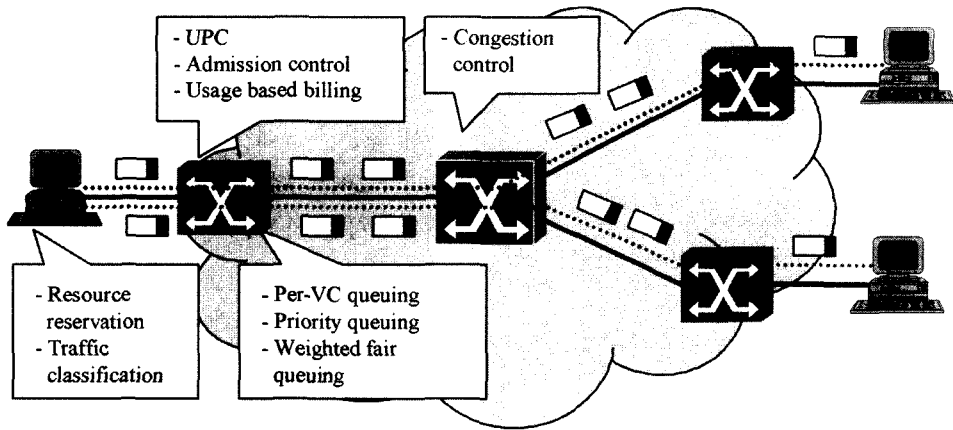 - UPC
- Admission control
- Usage based billing
- Congestion
control
- Resource
reservation
- Traffic
classification
- Per-VC queuing
- Priority queuing
- Weighted fair
queuing